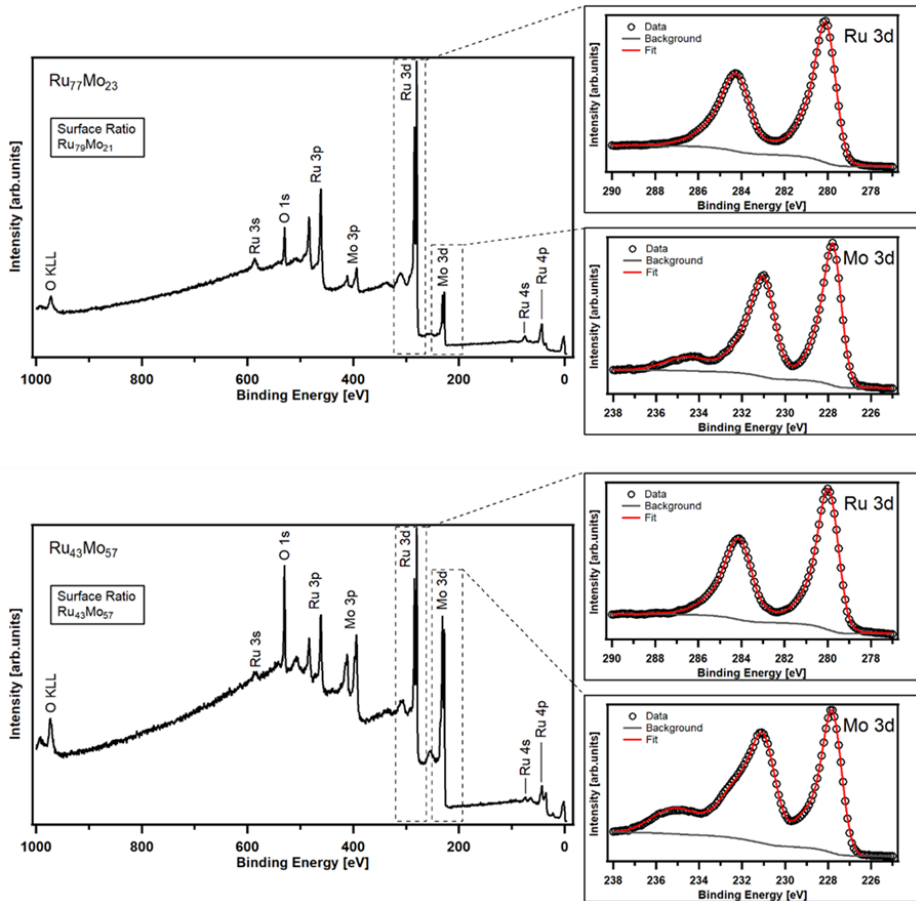 Ru₇₇Mo₂₃
Surface Ratio
Ru₇₉Mo₂₁
O KLL
Ru 3s
O 1s
Ru 3p
Mo 3p
Ru 3d
Mo 3d
Ru 4s
Ru 4p
Intensity [arb.units]
1000 800 600 400 200 0
Binding Energy [eV]
Data
Background
Fit
Ru 3d
Intensity [arb.units]
290 288 286 284 282 280 278
Binding Energy [eV]
Data
Background
Fit
Mo 3d
Intensity [arb.units]
238 236 234 232 230 228 226
Binding Energy [eV]
Ru₄₃Mo₅₇
Surface Ratio
Ru₄₃Mo₅₇
O KLL
Ru 3s
O 1s
Ru 3p
Mo 3p
Ru 3d
Mo 3d
Ru 4s
Ru 4p
Intensity [arb.units]
1000 800 600 400 200 0
Binding Energy [eV]
Data
Background
Fit
Ru 3d
Intensity [arb.units]
290 288 286 284 282 280 278
Binding Energy [eV]
Data
Background
Fit
Mo 3d
Intensity [arb.units]
238 236 234 232 230 228 226
Binding Energy [eV]